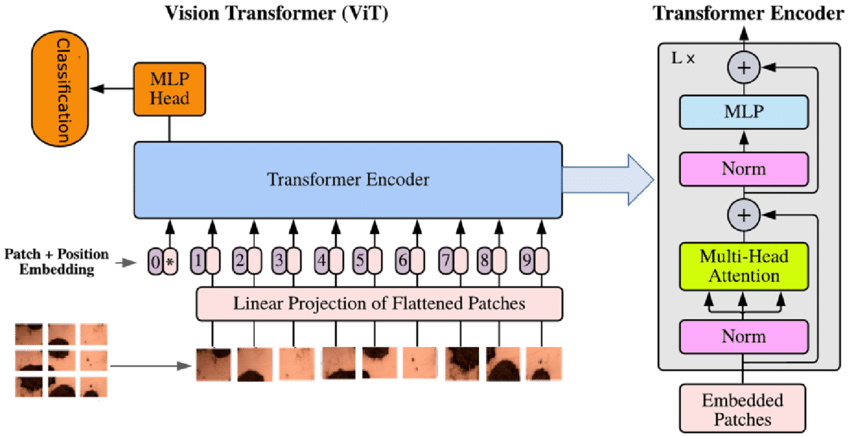 Vision Transformer (ViT)
Transformer Encoder
Classification
MLP
Head
Transformer Encoder
Patch + Position
Embedding
0 * 1 2 3 4 5 6 7 8 9
Linear Projection of Flattened Patches
L x
+
MLP
Norm
+
Multi-Head
Attention
Norm
Embedded
Patches